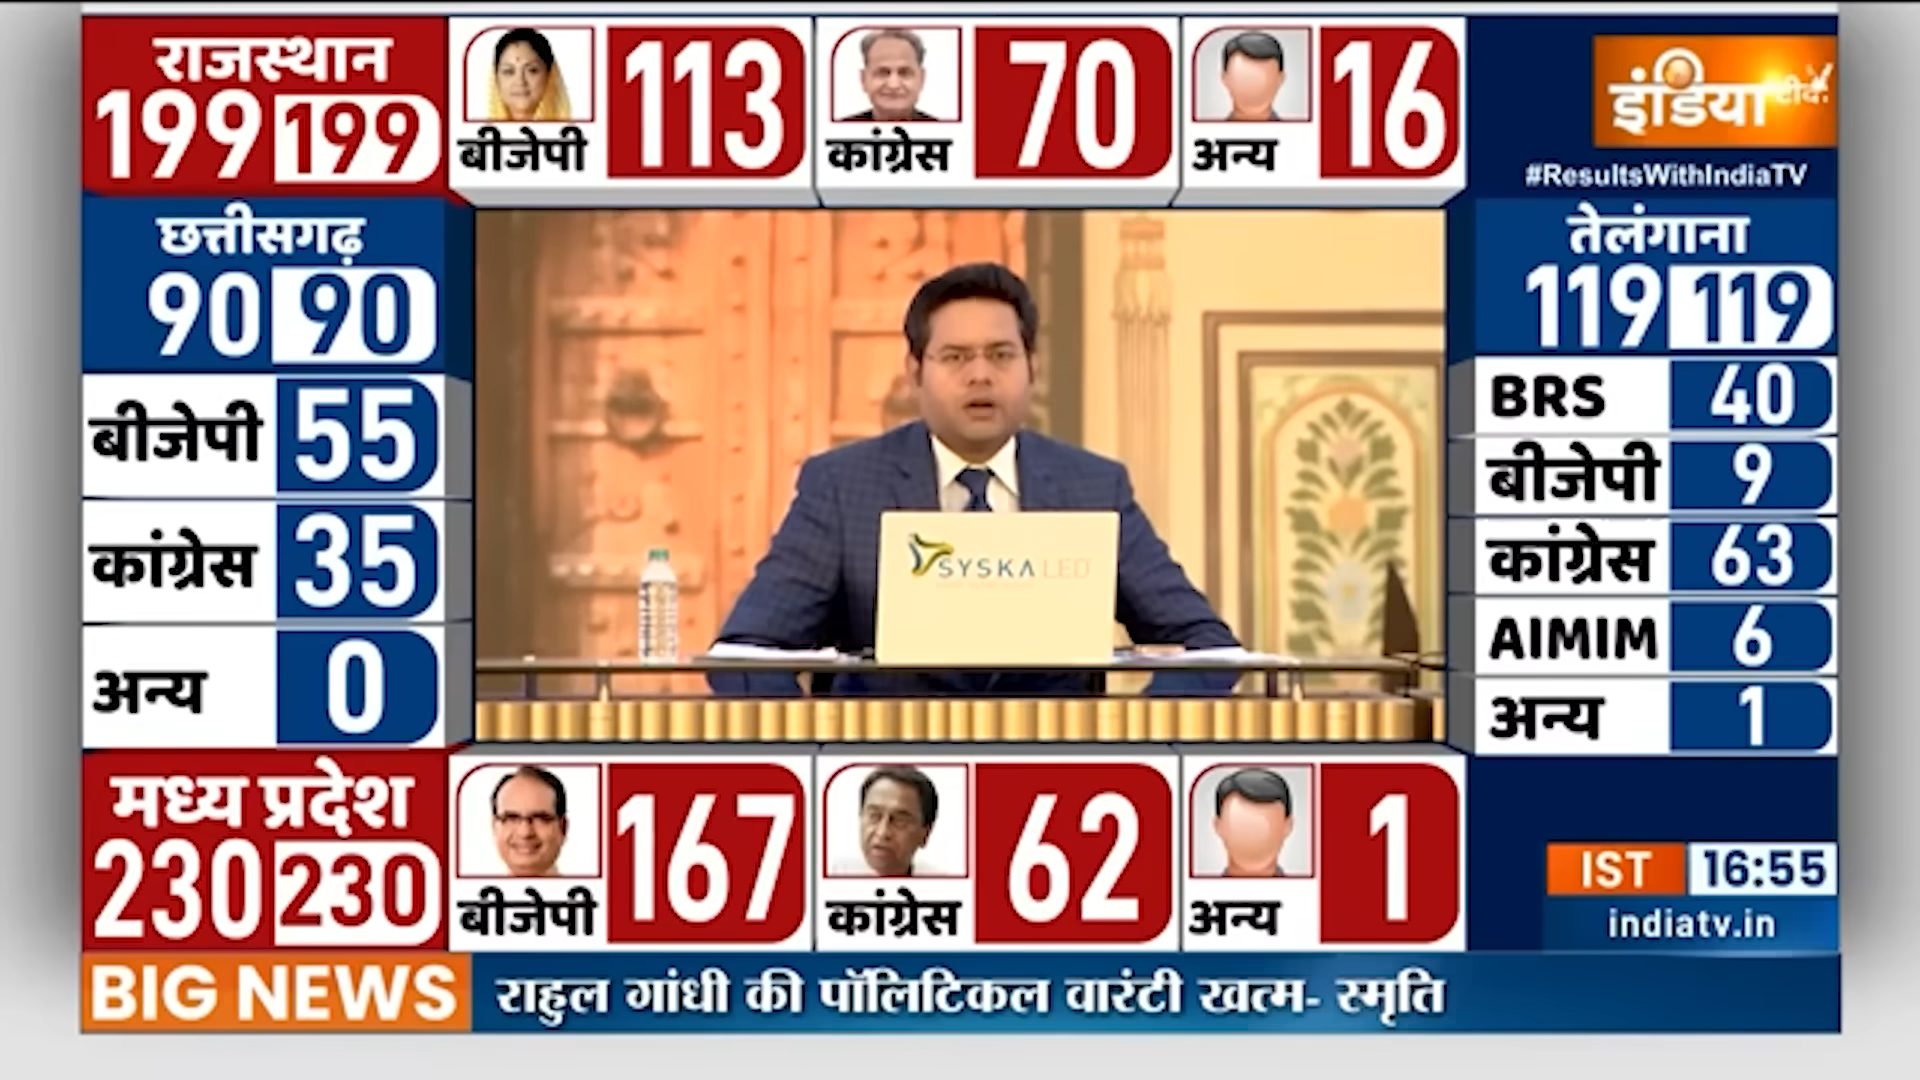 राजस्थान
199 199
बीजेपी 113
कांग्रेस 70
अन्य 16
इंडिया टीवी
#ResultsWithIndiaTV
छत्तीसगढ़
90 90
बीजेपी 55
कांग्रेस 35
अन्य 0
SYSKA LED
तेलंगाना
119 119
BRS 40
बीजेपी 9
कांग्रेस 63
AIMIM 6
अन्य 1
मध्य प्रदेश
230 230
बीजेपी 167
कांग्रेस 62
अन्य 1
IST 16:55
indiatv.in
BIG NEWS राहुल गांधी की पॉलिटिकल वारंटी खत्म- स्मृति